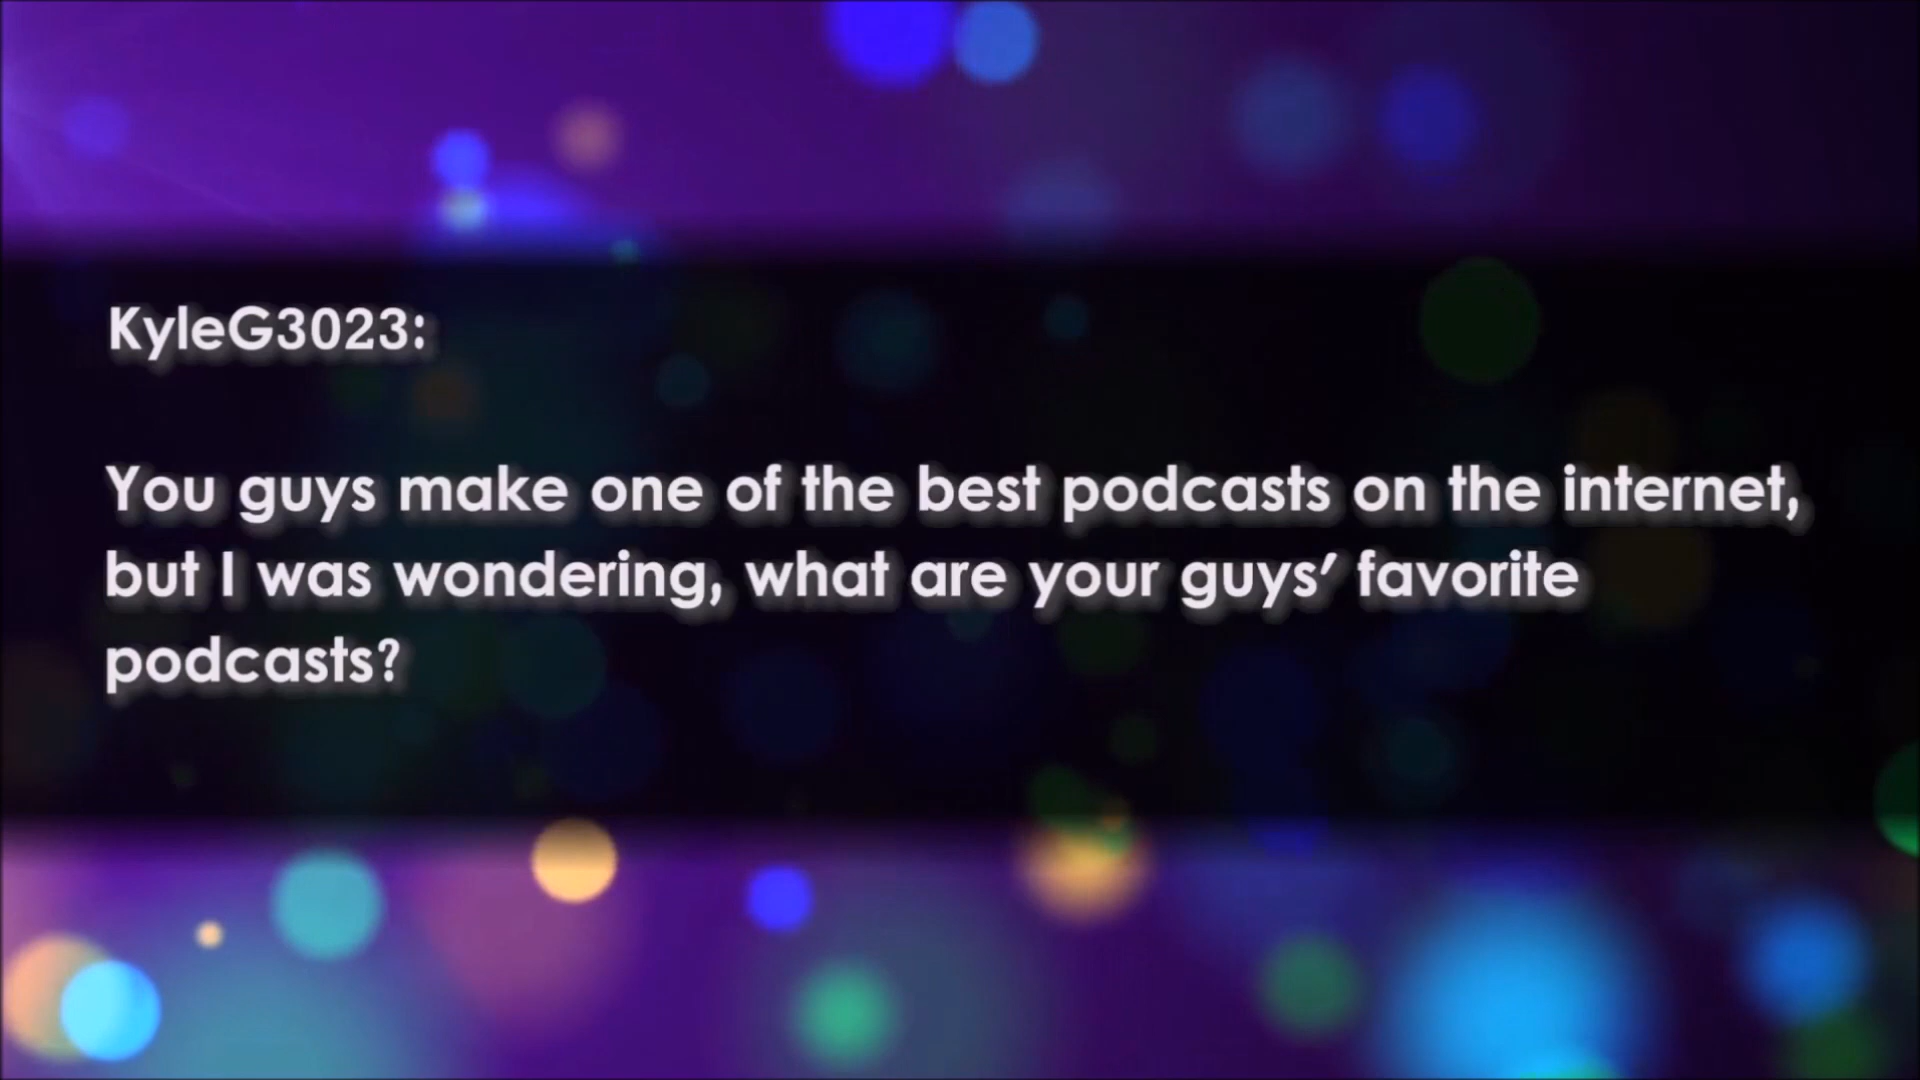 KyleG3023:
You guys make one of the best podcasts on the internet,
but I was wondering, what are your guys’ favorite
podcasts?